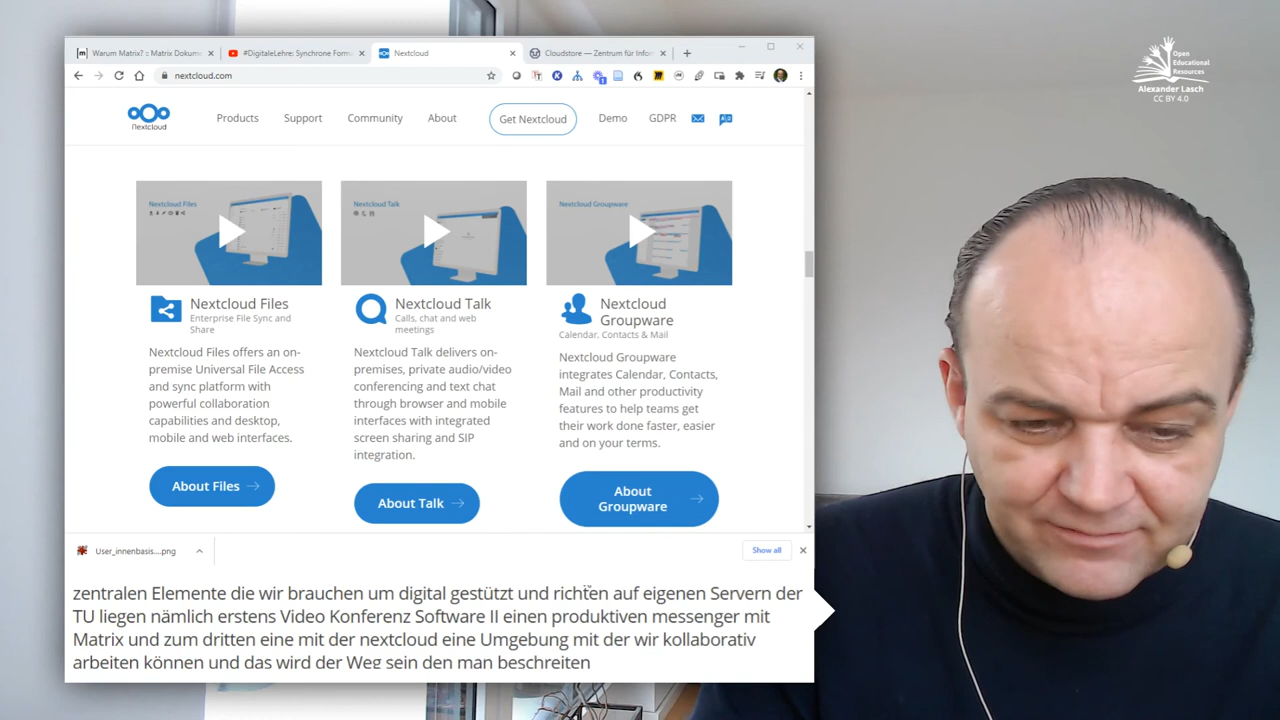 Warum Matrix? :: Matrix Dokum
#DigitaleLehre: Synchrone Forma
Nextcloud
Cloudstore — Zentrum für Infor
nextcloud.com
Nextcloud
Products
Support
Community
About
Get Nextcloud
Demo
GDPR
Open
Educational
Resources
Alexander Lasch
CC BY 4.0
Nextcloud Files
Nextcloud Talk
Nextcloud Groupware
Nextcloud Files
Enterprise File Sync and
Share
Nextcloud Files offers an on-
premise Universal File Access
and sync platform with
powerful collaboration
capabilities and desktop,
mobile and web interfaces.
About Files
Nextcloud Talk
Calls, chat and web
meetings
Nextcloud Talk delivers on-
premises, private audio/video
conferencing and text chat
through browser and mobile
interfaces with integrated
screen sharing and SIP
integration.
About Talk
Nextcloud
Groupware
Calendar, Contacts & Mail
Nextcloud Groupware
integrates Calendar, Contacts,
Mail and other productivity
features to help teams get
their work done faster, easier
and on your terms.
About
Groupware
User_innenbasis....png
Show all
zentralen Elemente die wir brauchen um digital gestützt und richten auf eigenen Servern der
TU liegen nämlich erstens Video Konferenz Software II einen produktiven messenger mit
Matrix und zum dritten eine mit der nextcloud eine Umgebung mit der wir kollaborativ
arbeiten können und das wird der Weg sein den man beschreiten